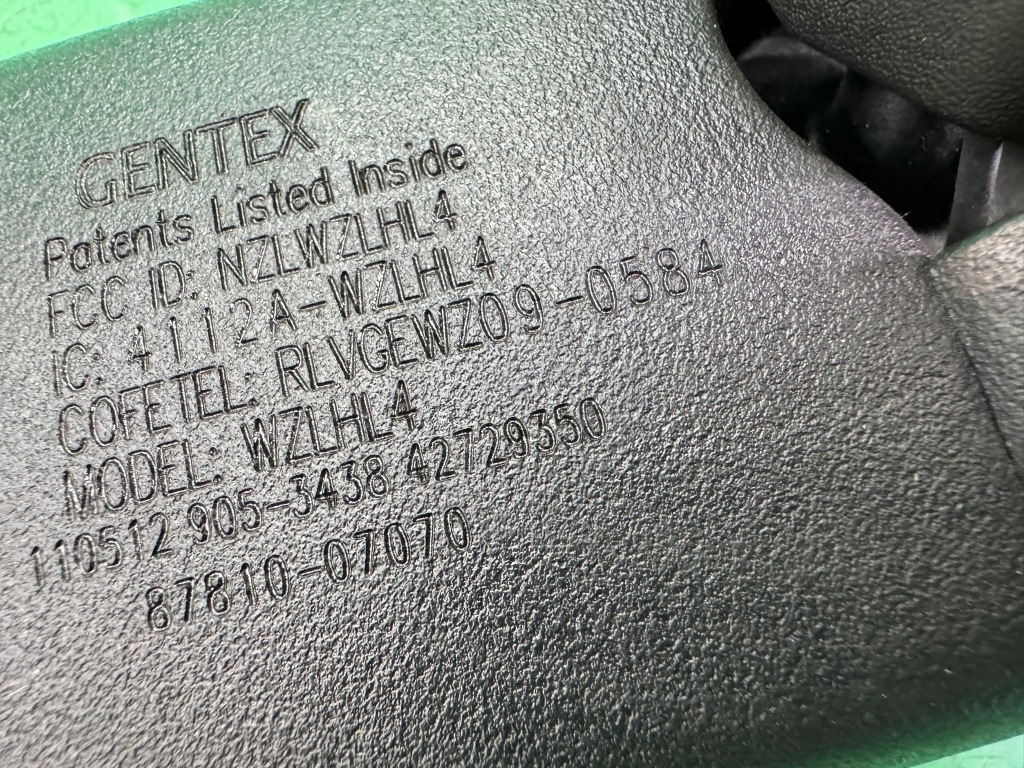 GENTEX
Patents Listed Inside
FCC ID: NZLWZLHL4
IC: 4112A-WZLHL4
COFETEL: RLVGEWZ09-0584
MODEL: WZLHL4
110512 905-3438 42729350
87810-07070